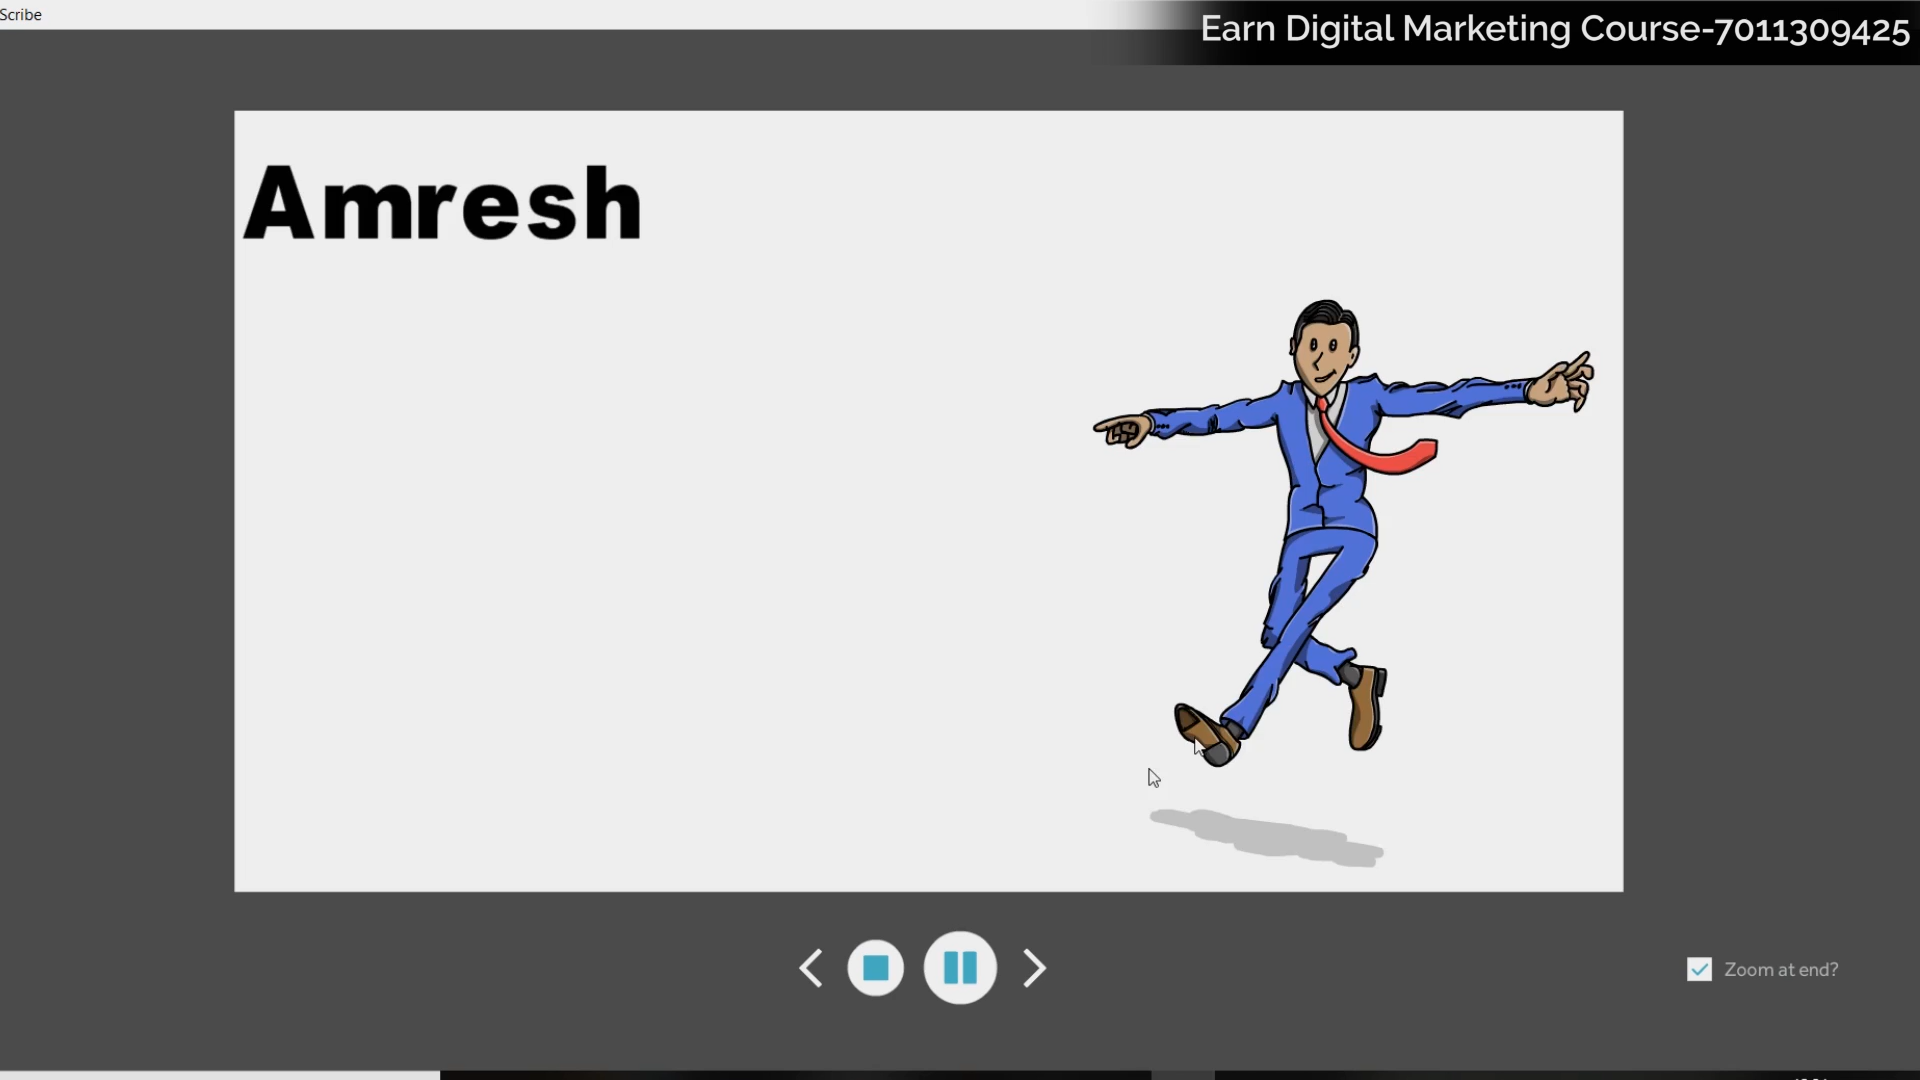 Scribe
Earn Digital Marketing Course-7011309425
Amresh
Zoom at end?